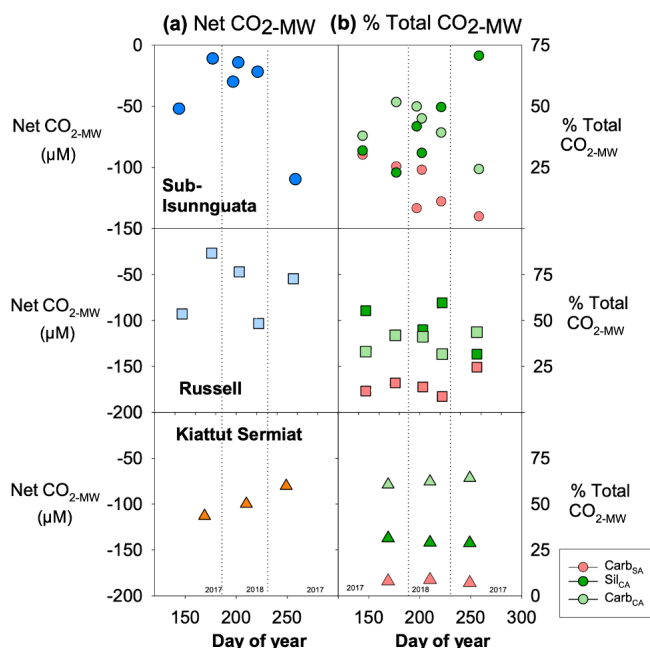 (a) Net CO2-MW (b) % Total CO2-MW
0 75
-50 50
Net CO2-MW % Total
(µM) CO2-MW
-100 25
Sub-
Isunnguata
-150
-50 75
Net CO2-MW % Total
(µM) -100 50 CO2-MW
-150 25
Russell
-200
Kiattut Sermiat
-50 75
Net CO2-MW % Total
(µM) -100 50 CO2-MW
-150 25
CarbSA
SilCA
CarbCA
2017 2018 2017 2017 2018 2017
-200 0
150 200 250 150 200 250 300
Day of year Day of year